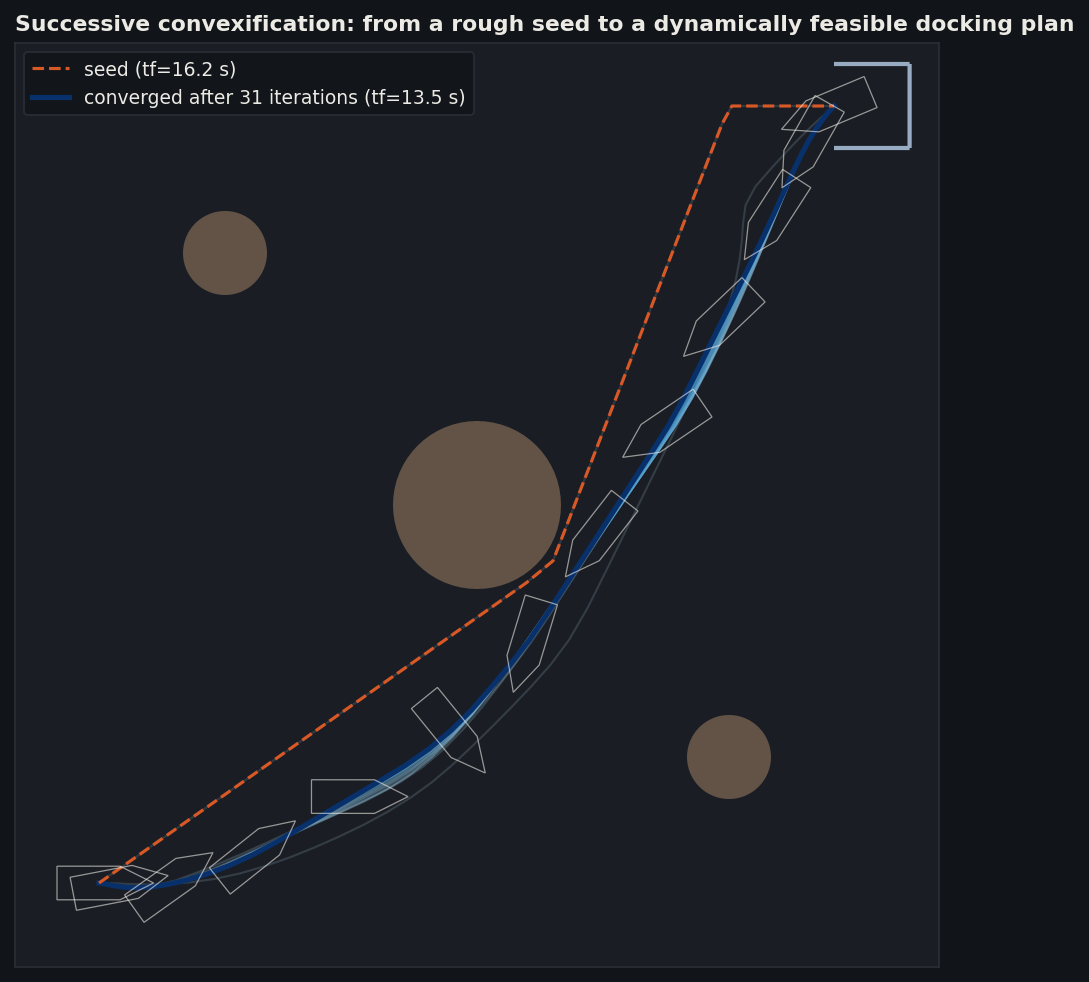 Successive convexification: from a rough seed to a dynamically feasible docking plan
seed (tf=16.2 s)
converged after 31 iterations (tf=13.5 s)